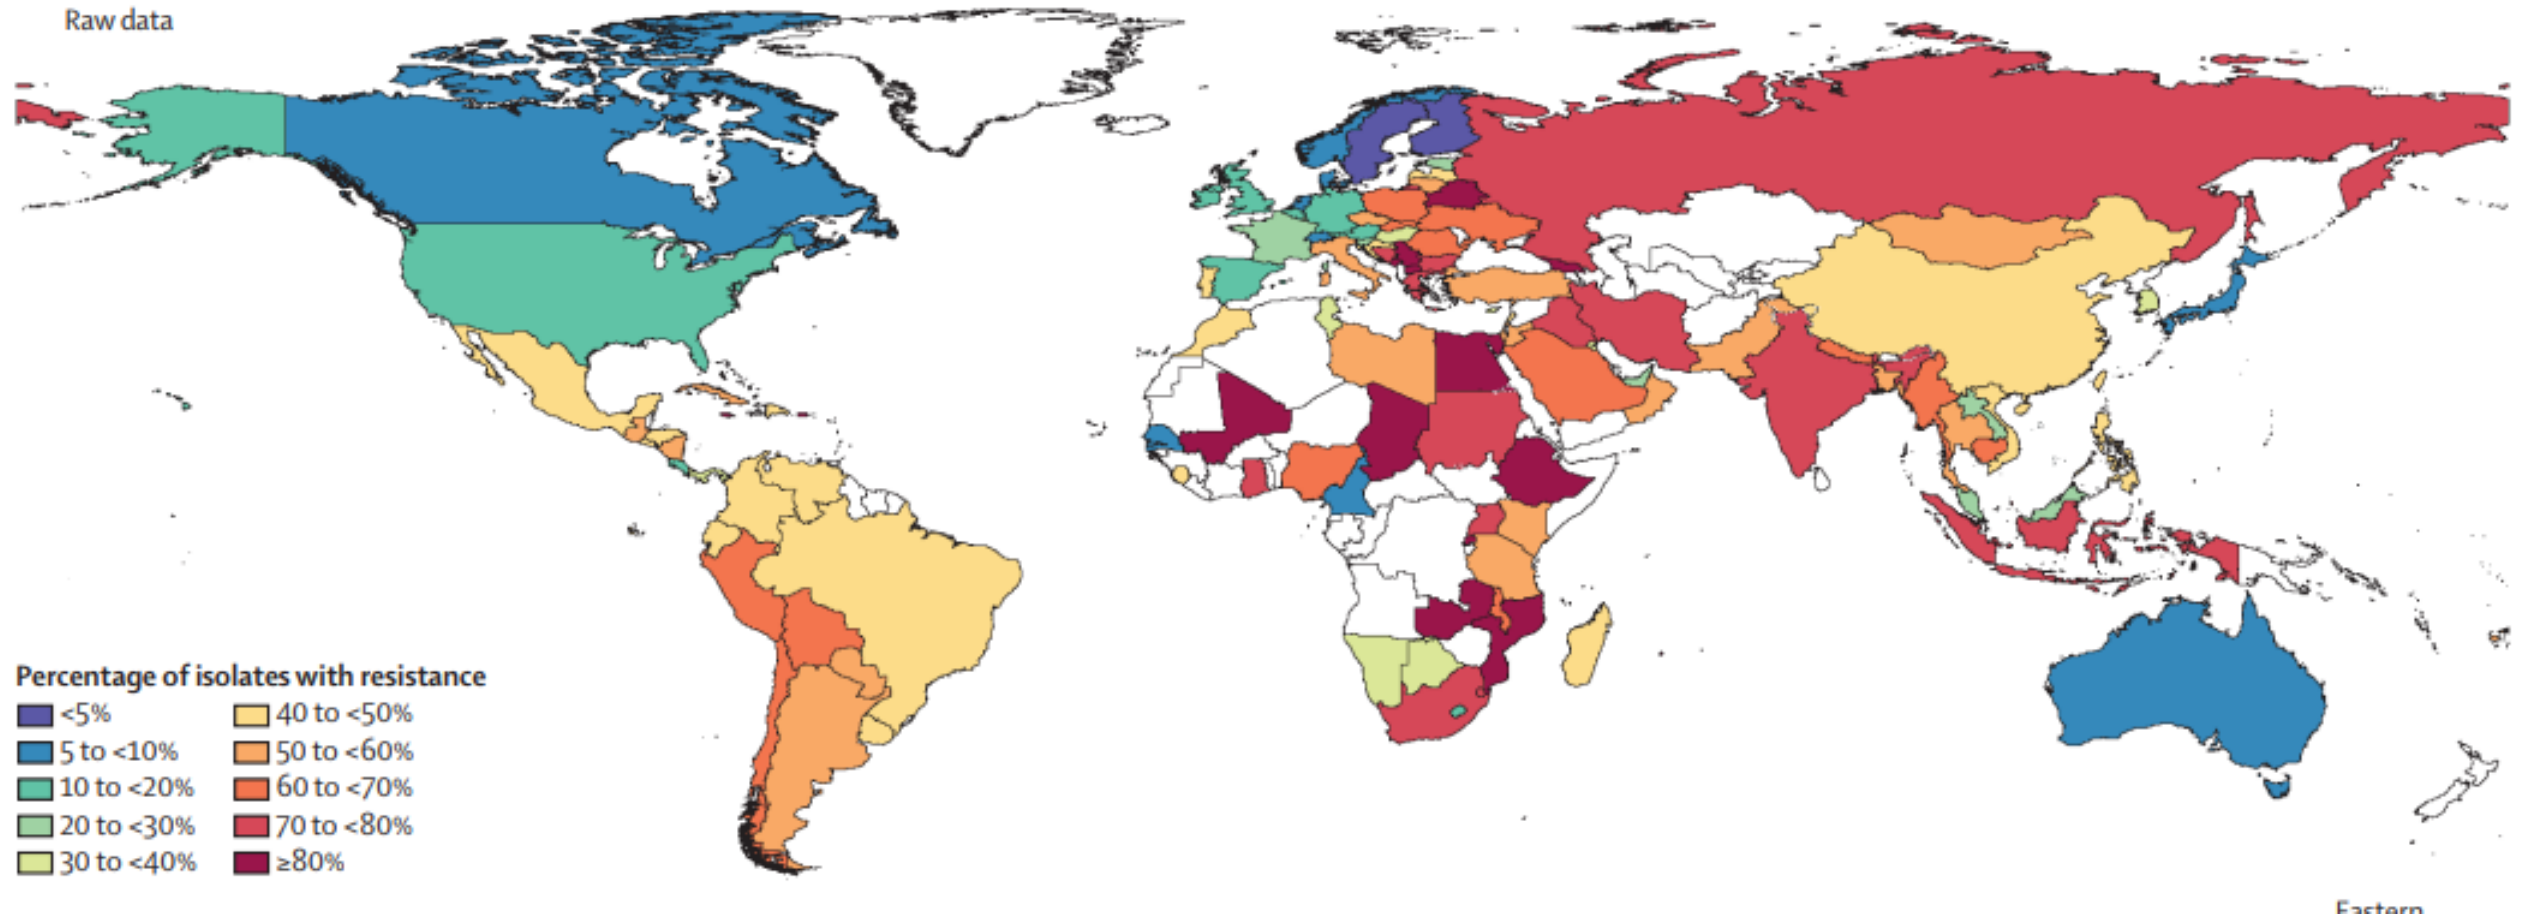 Raw data
Percentage of isolates with resistance
<5%
5 to <10%
10 to <20%
20 to <30%
30 to <40%
40 to <50%
50 to <60%
60 to <70%
70 to <80%
≥80%
Eastern